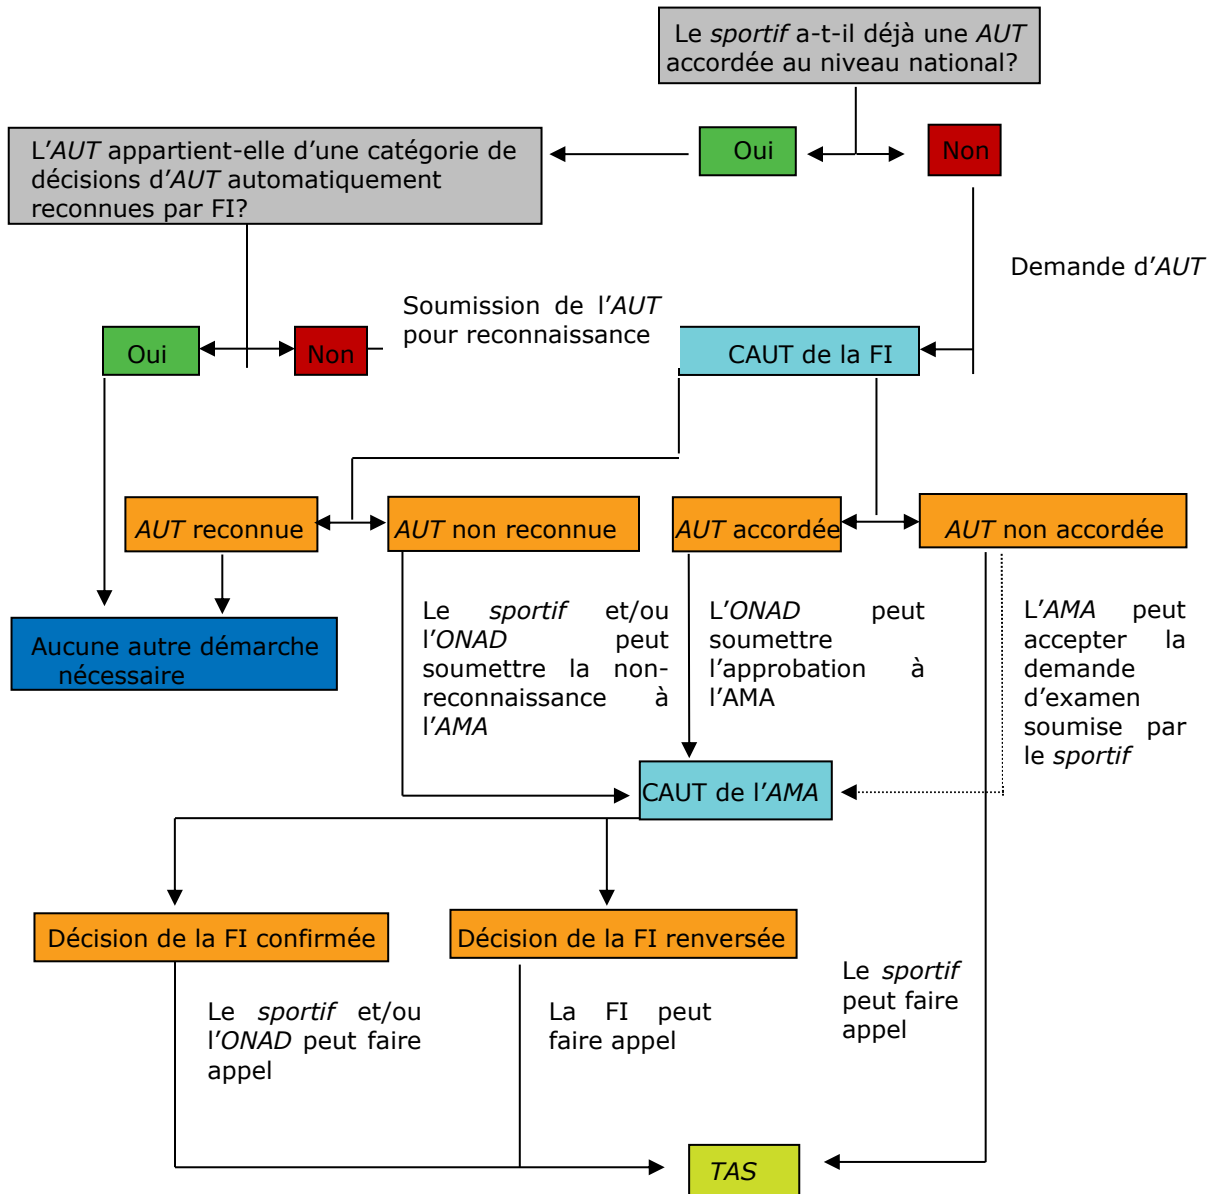 Le sportif a-t-il déjà une AUT
accordée au niveau national?
L'AUT appartient-elle d'une catégorie de
décisions d'AUT automatiquement
reconnues par FI?
Oui
Non
Demande d'AUT
Soumission de l'AUT
pour reconnaissance
Oui
Non
CAUT de la FI
AUT reconnue
AUT non reconnue
AUT accordée
AUT non accordée
Aucune autre démarche
nécessaire
Le sportif et/ou
l'ONAD peut
soumettre la non-
reconnaissance à
l'AMA
L'ONAD peut
soumettre
l'approbation à
l'AMA
L'AMA peut
accepter la
demande
d'examen
soumise par
le sportif
CAUT de l'AMA
Décision de la FI confirmée
Décision de la FI renversée
Le sportif et/ou
l'ONAD peut faire
appel
La FI peut
faire appel
Le sportif
peut faire
appel
TAS